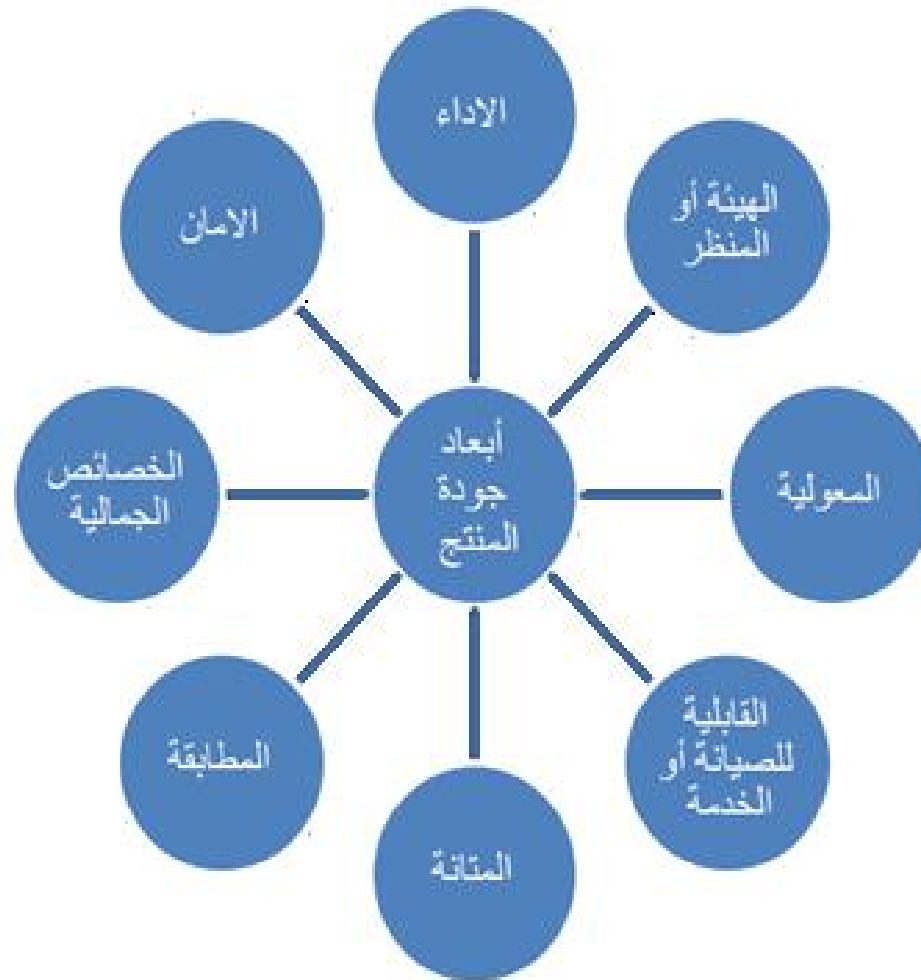 الاداء
الهيئة أو
المنظر
المعولية
القابلية
للصيانة أو
الخدمة
المتانة
المطابقة
الخصائص
الجمالية
الامان
أبعاد
جودة
المنتج